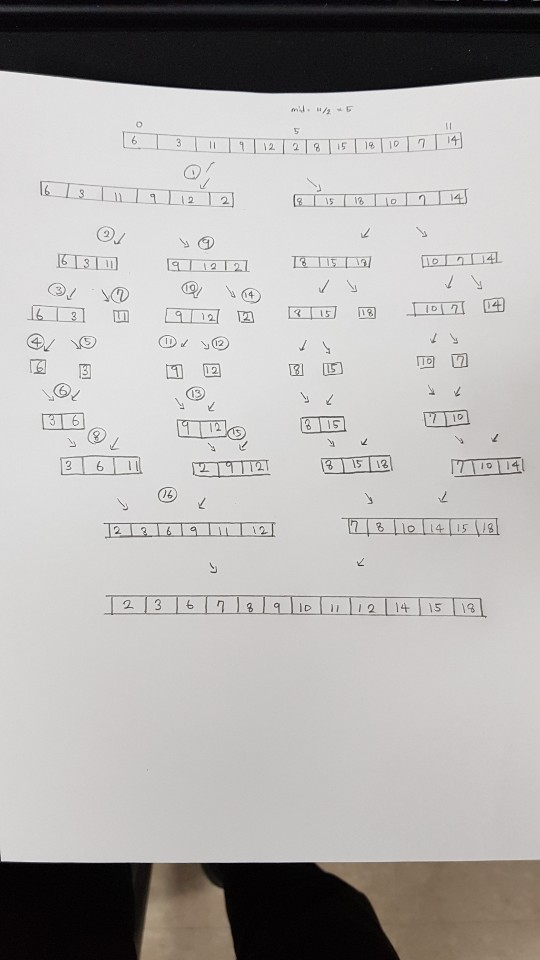 mid = 11/2 = 5
0 5 11
6 3 11 9 12 2 8 15 18 10 7 14
①
6 3 11 9 12 2 8 15 18 10 7 14
② ⑨
6 3 11 9 12 2 8 15 18 10 7 14
③ ⑦ ⑩ ⑭
6 3 11 9 12 2 8 15 18 10 7 14
④ ⑤ ⑪ ⑫
6 3 9 12 8 15 10 7
⑥ ⑬
3 6 9 12 8 15 7 10
⑧ ⑮
3 6 11 2 9 12 8 15 18 7 10 14
⑯
2 3 6 9 11 12 7 8 10 14 15 18
2 3 6 7 8 9 10 11 12 14 15 18